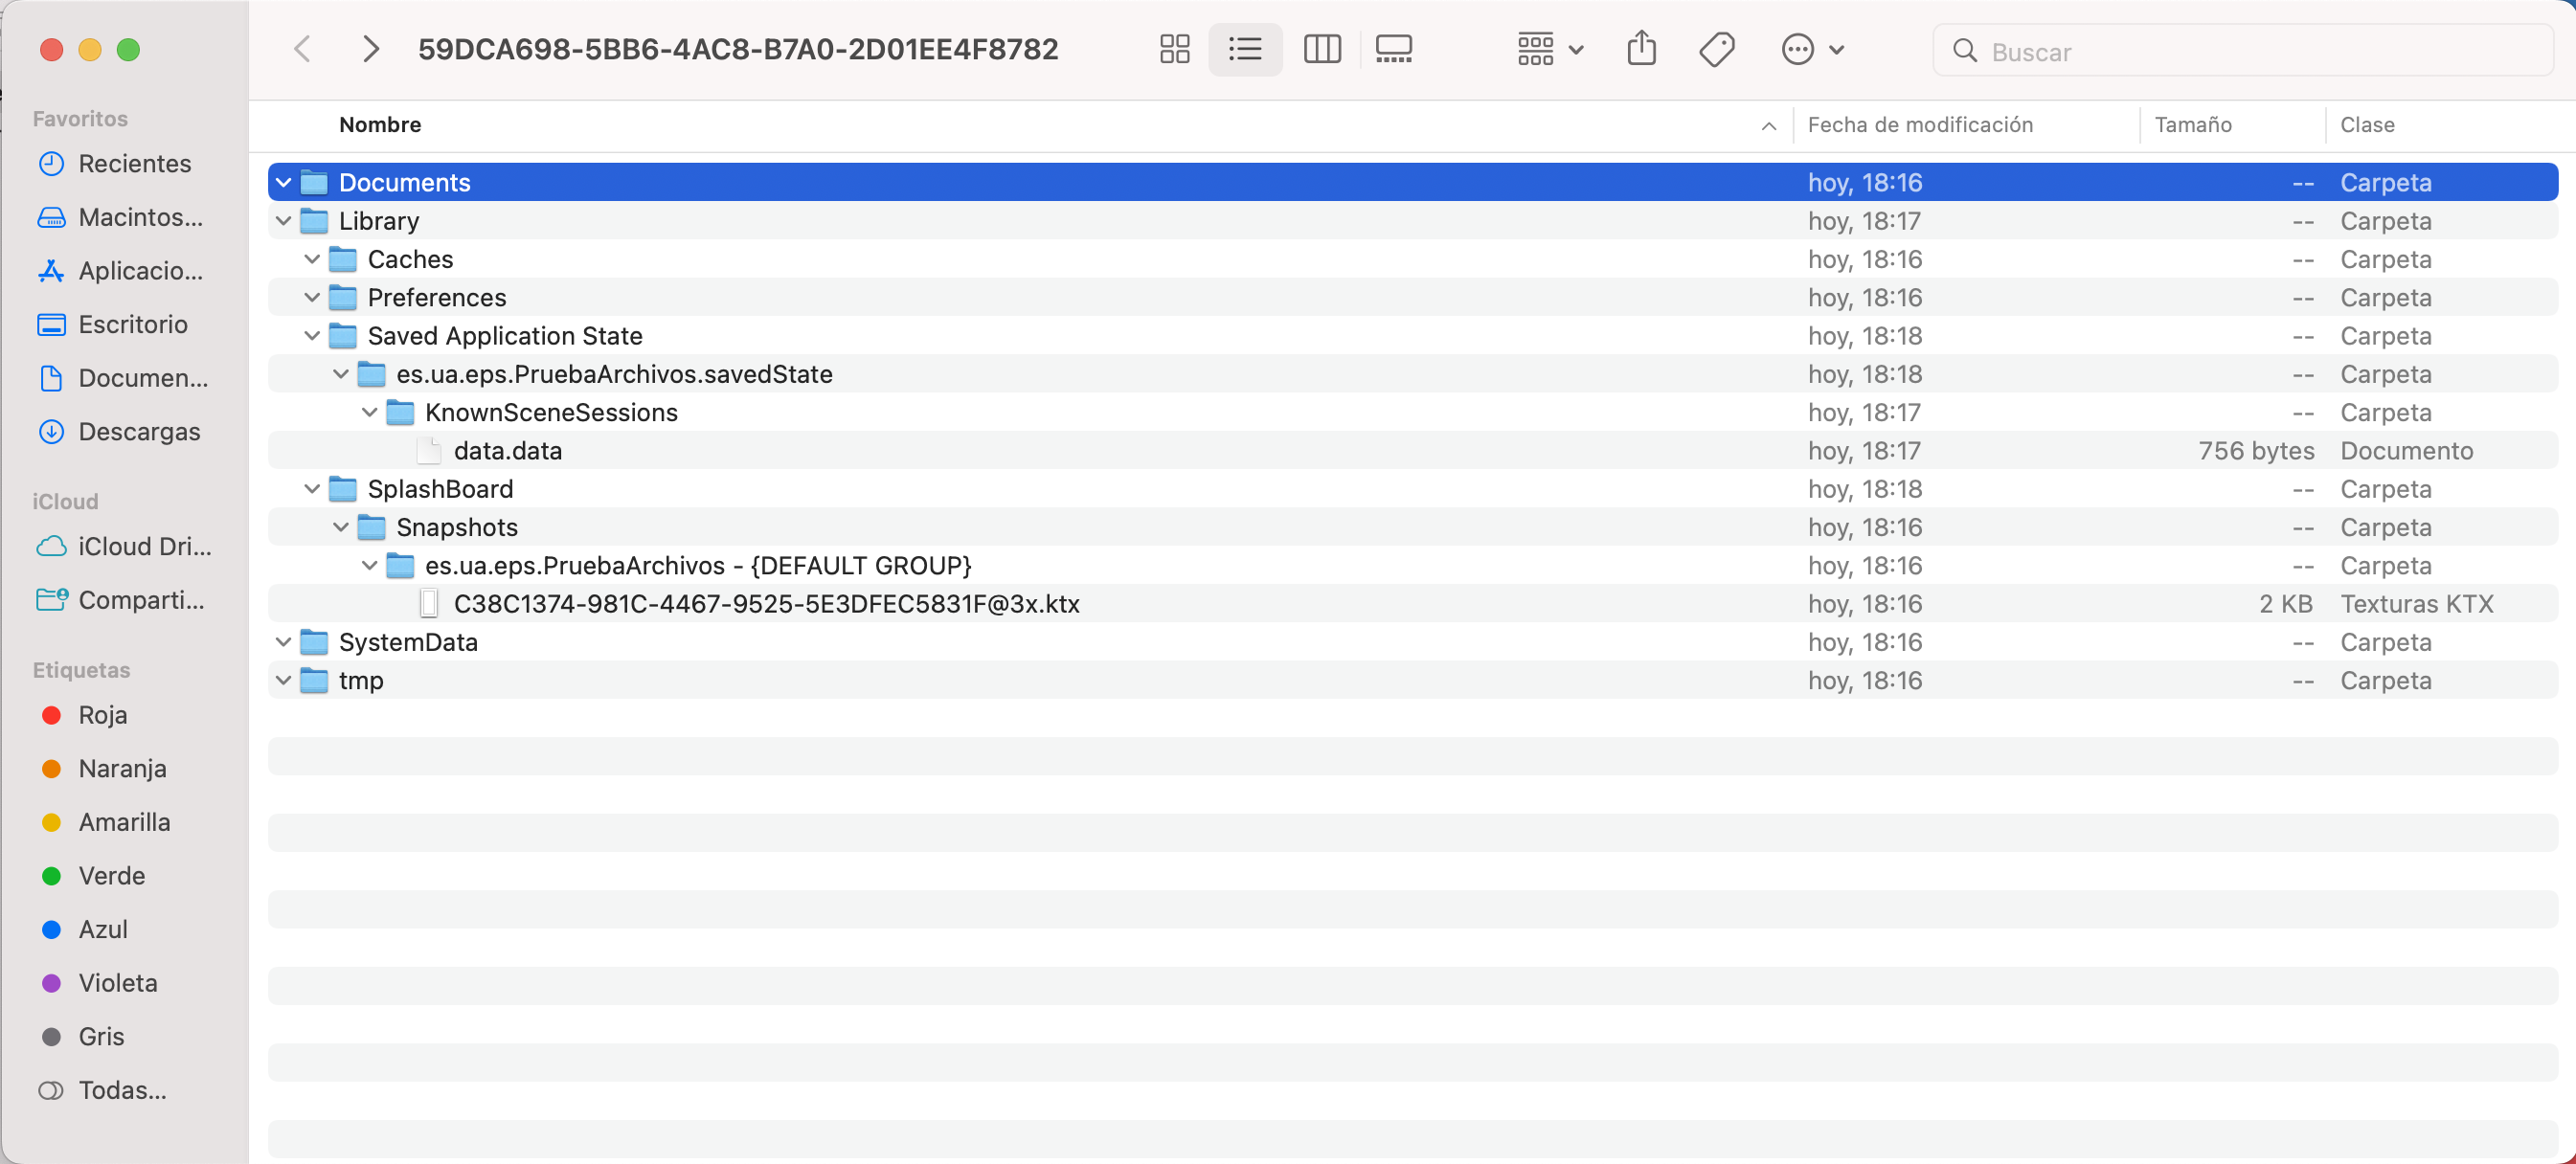 59DCA698-5BB6-4AC8-B7A0-2D01EE4F8782
Buscar
Favoritos
Recientes
Macintos...
Aplicacio...
Escritorio
Documen...
Descargas
iCloud
iCloud Dri...
Comparti...
Etiquetas
Roja
Naranja
Amarilla
Verde
Azul
Violeta
Gris
Todas...
Nombre Fecha de modificación Tamaño Clase
Documents hoy, 18:16 -- Carpeta
Library hoy, 18:17 -- Carpeta
Caches hoy, 18:16 -- Carpeta
Preferences hoy, 18:16 -- Carpeta
Saved Application State hoy, 18:18 -- Carpeta
es.ua.eps.PruebaArchivos.savedState hoy, 18:18 -- Carpeta
KnownSceneSessions hoy, 18:17 -- Carpeta
data.data hoy, 18:17 756 bytes Documento
SplashBoard hoy, 18:18 -- Carpeta
Snapshots hoy, 18:16 -- Carpeta
es.ua.eps.PruebaArchivos - {DEFAULT GROUP} hoy, 18:16 -- Carpeta
C38C1374-981C-4467-9525-5E3DFEC5831F@3x.ktx hoy, 18:16 2 KB Texturas KTX
SystemData hoy, 18:16 -- Carpeta
tmp hoy, 18:16 -- Carpeta